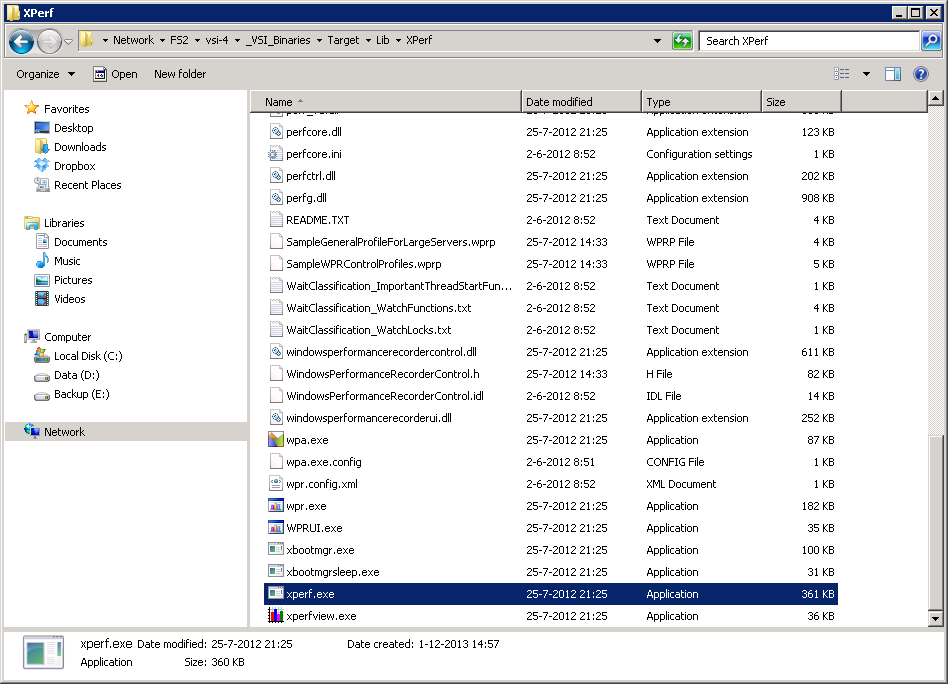 XPerf
Network FS2 vsi-4 _VSI_Binaries Target Lib XPerf Search XPerf
Organize Open New folder
Favorites
Desktop
Downloads
Dropbox
Recent Places
Libraries
Documents
Music
Pictures
Videos
Computer
Local Disk (C:)
Data (D:)
Backup (E:)
Network
Name Date modified Type Size
perfcore.dll 25-7-2012 21:25 Application extension 123 KB
perfcore.ini 2-6-2012 8:52 Configuration settings 1 KB
perfctrl.dll 25-7-2012 21:25 Application extension 202 KB
perfg.dll 25-7-2012 21:25 Application extension 908 KB
README.TXT 2-6-2012 8:52 Text Document 4 KB
SampleGeneralProfileForLargeServers.wprp 25-7-2012 14:33 WPRP File 4 KB
SampleWPRControlProfiles.wprp 25-7-2012 14:33 WPRP File 5 KB
WaitClassification_ImportantThreadStartFun... 2-6-2012 8:52 Text Document 1 KB
WaitClassification_WatchFunctions.txt 2-6-2012 8:52 Text Document 4 KB
WaitClassification_WatchLocks.txt 2-6-2012 8:52 Text Document 1 KB
windowsperformancerecordercontrol.dll 25-7-2012 21:25 Application extension 611 KB
WindowsPerformanceRecorderControl.h 25-7-2012 14:33 H File 82 KB
WindowsPerformanceRecorderControl.idl 2-6-2012 8:52 IDL File 14 KB
windowsperformancerecorderui.dll 25-7-2012 21:25 Application extension 252 KB
wpa.exe 25-7-2012 21:25 Application 87 KB
wpa.exe.config 2-6-2012 8:51 CONFIG File 1 KB
wpr.config.xml 2-6-2012 8:52 XML Document 1 KB
wpr.exe 25-7-2012 21:25 Application 182 KB
WPRUI.exe 25-7-2012 21:25 Application 35 KB
xbootmgr.exe 25-7-2012 21:25 Application 100 KB
xbootmgrsleep.exe 25-7-2012 21:25 Application 31 KB
xperf.exe 25-7-2012 21:25 Application 361 KB
xperfview.exe 25-7-2012 21:25 Application 36 KB
xperf.exe Date modified: 25-7-2012 21:25 Date created: 1-12-2013 14:57
Application Size: 360 KB